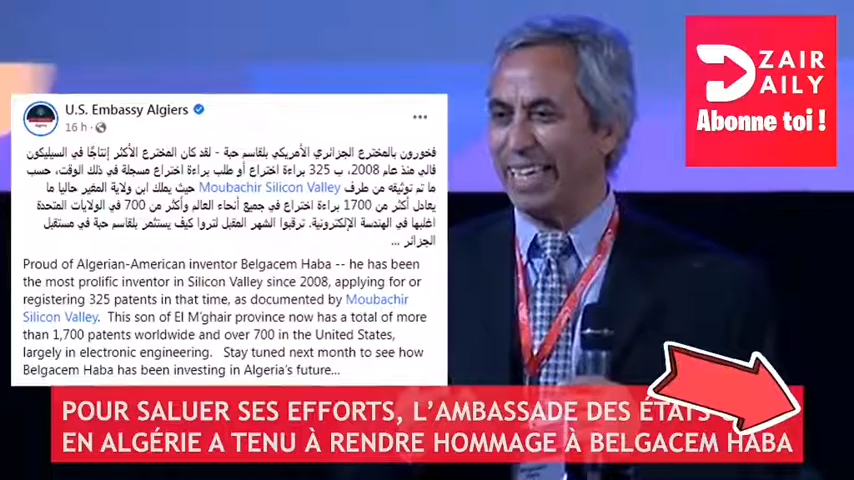 U.S. Embassy Algiers
16 h
فخورون بالمخترع الجزائري الأمريكي بلقاسم حبة - لقد كان المخترع الأكثر إنتاجًا في السيليكون
فالي منذ عام 2008، ب 325 براءة اختراع أو طلب براءة اختراع مسجلة في ذلك الوقت، حسب
ما تم توثيقه من طرف Moubachir Silicon Valley حيث يملك ابن ولاية المغير حاليا ما
يعادل أكثر من 1700 براءة اختراع في جميع أنحاء العالم وأكثر من 700 في الولايات المتحدة
اغلبها في الهندسة الإلكترونية. ترقبوا الشهر المقبل لتروا كيف يستثمر بلقاسم حبة في مستقبل
الجزائر ...
Proud of Algerian-American inventor Belgacem Haba -- he has been
the most prolific inventor in Silicon Valley since 2008, applying for or
registering 325 patents in that time, as documented by Moubachir
Silicon Valley. This son of El M'ghair province now has a total of more
than 1,700 patents worldwide and over 700 in the United States,
largely in electronic engineering. Stay tuned next month to see how
Belgacem Haba has been investing in Algeria's future...
DZAIR
DAILY
Abonne toi !
POUR SALUER SES EFFORTS, L'AMBASSADE DES ÉTATS
EN ALGÉRIE A TENU À RENDRE HOMMAGE À BELGACEM HABA